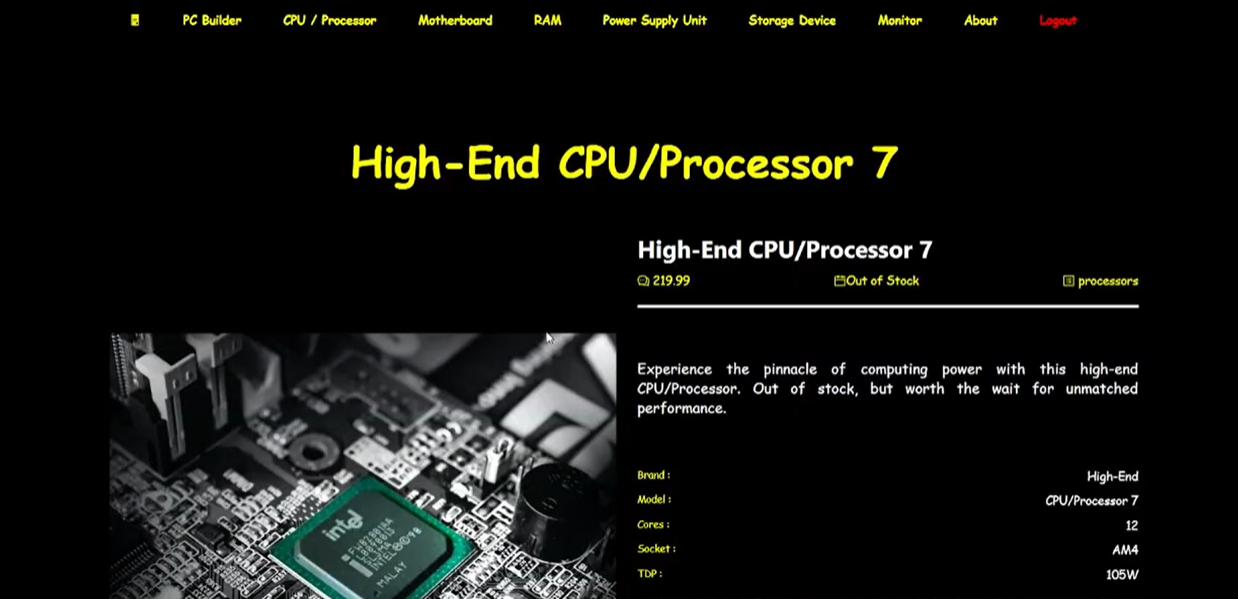 PC Builder CPU / Processor Motherboard RAM Power Supply Unit Storage Device Monitor About Logout
High-End CPU/Processor 7
High-End CPU/Processor 7
219.99 Out of Stock processors
Experience the pinnacle of computing power with this high-end
CPU/Processor. Out of stock, but worth the wait for unmatched
performance.
Brand : High-End
Model : CPU/Processor 7
Cores : 12
Socket : AM4
TDP : 105W
intel
INTEL
MALAY